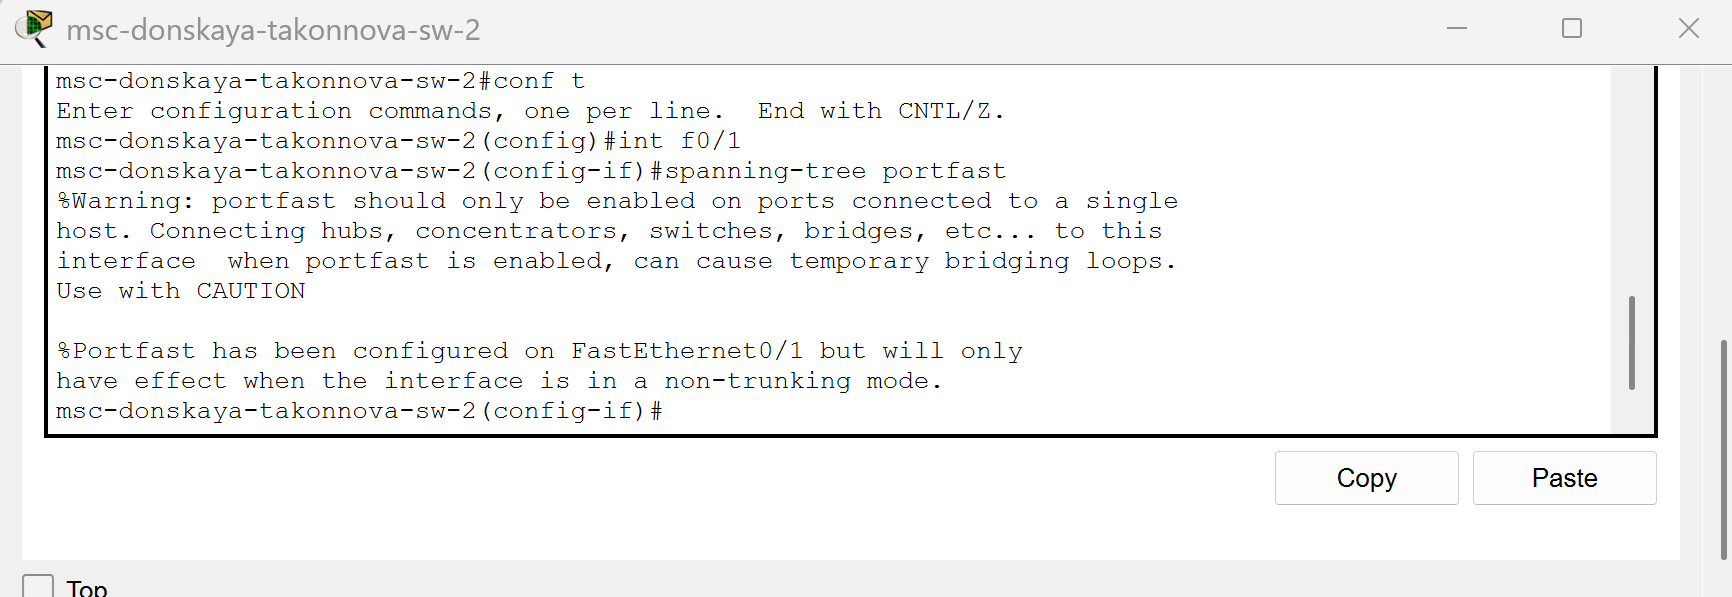 msc-donskaya-takonnova-sw-2
msc-donskaya-takonnova-sw-2#conf t
Enter configuration commands, one per line.  End with CNTL/Z.
msc-donskaya-takonnova-sw-2(config)#int f0/1
msc-donskaya-takonnova-sw-2(config-if)#spanning-tree portfast
%Warning: portfast should only be enabled on ports connected to a single
host. Connecting hubs, concentrators, switches, bridges, etc... to this
interface  when portfast is enabled, can cause temporary bridging loops.
Use with CAUTION
%Portfast has been configured on FastEthernet0/1 but will only
have effect when the interface is in a non-trunking mode.
msc-donskaya-takonnova-sw-2(config-if)#
Copy Paste
Top